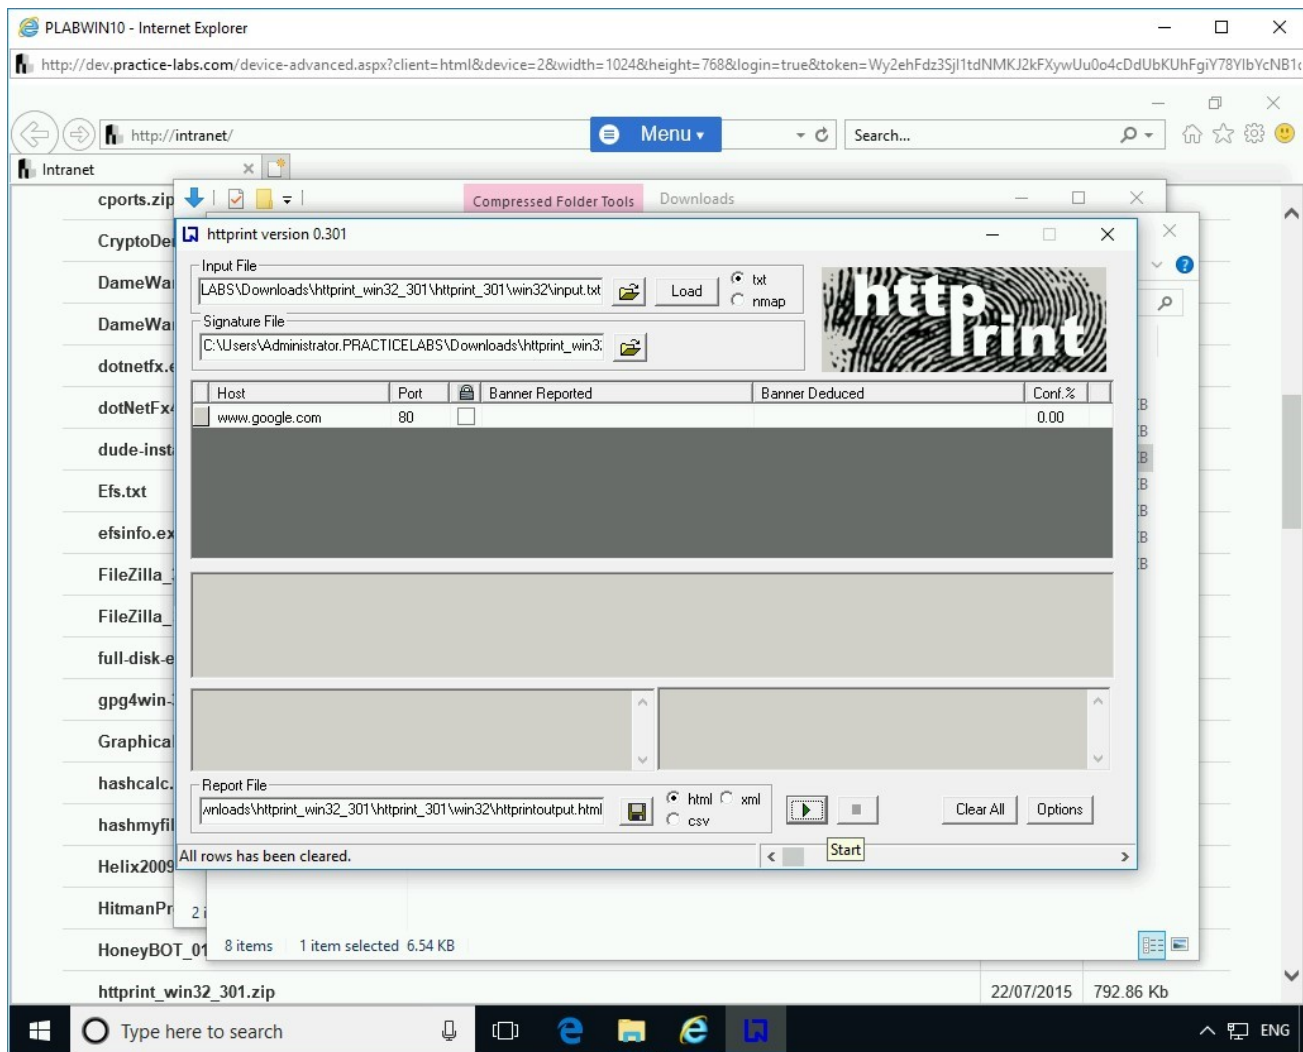 PLABWIN10 - Internet Explorer
http://dev.practice-labs.com/device-advanced.aspx?client=html&device=2&width=1024&height=768&login=true&token=Wy2ehFdz3SjI1tdNMKJ2kFXywUu0o4cDdUbKUhFgiY78YIbYcNB1
http://intranet/
Menu
Search...
Intranet
cports.zip
Compressed Folder Tools
Downloads
CryptoDe
httprint version 0.301
Input File
DameWa
LABS\Downloads\httprint_win32_301\httprint_301\win32\input.txt
Load
txt
nmap
http print
DameWa
Signature File
C:\Users\Administrator.PRACTICELABS\Downloads\httprint_win3
dotnetfx.e
Host Port Banner Reported Banner Deduced Conf.%
dotNetFx4
www.google.com 80 0.00
B
B
dude-inst
B
Efs.txt
B
B
efsinfo.ex
B
FileZilla_
B
FileZilla_
full-disk-e
gpg4win-
Graphical
hashcalc.
Report File
wnloads\httprint_win32_301\httprint_301\win32\httprintoutput.html
html xml
csv
Clear All
Options
hashmyfil
Start
All rows has been cleared.
Helix2009
HitmanPr
2 i
HoneyBOT_01
8 items 1 item selected 6.54 KB
httprint_win32_301.zip 22/07/2015 792.86 Kb
Type here to search
ENG